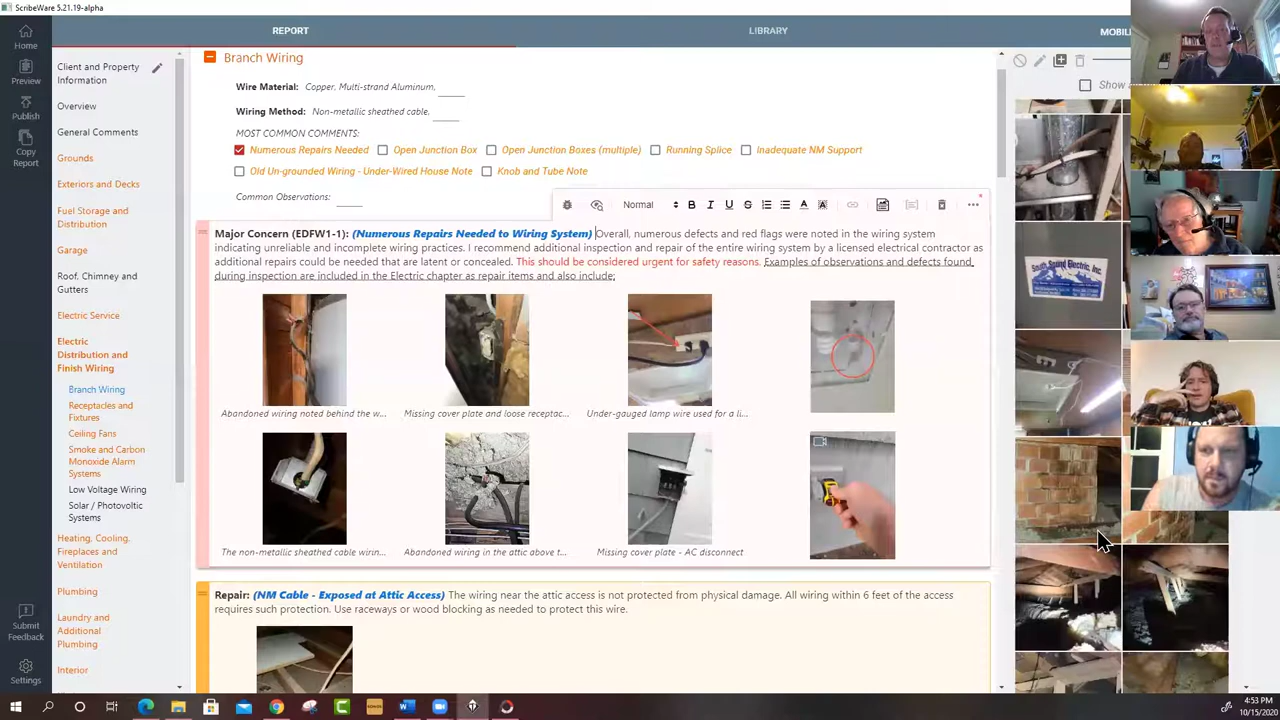 ScribeWare 5.21.19-alpha
REPORT
LIBRARY
MOBIL
Home
Preview
Publish
Copy
Report
Submit
Feedback
Settings
Client and Property
Information
Overview
General Comments
Grounds
Exteriors and Decks
Fuel Storage and
Distribution
Garage
Roof, Chimney and
Gutters
Electric Service
Electric
Distribution and
Finish Wiring
Branch Wiring
Receptacles and
Fixtures
Ceiling Fans
Smoke and Carbon
Monoxide Alarm
Systems
Low Voltage Wiring
Solar / Photovoltic
Systems
Heating, Cooling,
Fireplaces and
Ventilation
Plumbing
Laundry and
Additional
Plumbing
Interior
Branch Wiring
Wire Material: Copper, Multi-strand Aluminum,
Wiring Method: Non-metallic sheathed cable,
MOST COMMON COMMENTS:
Numerous Repairs Needed Open Junction Box Open Junction Boxes (multiple) Running Splice Inadequate NM Support
Old Un-grounded Wiring - Under-Wired House Note Knob and Tube Note
Common Observations:
Normal B I U S A A
Major Concern (EDFW1-1): (Numerous Repairs Needed to Wiring System) Overall, numerous defects and red flags were noted in the wiring system
indicating unreliable and incomplete wiring practices. I recommend additional inspection and repair of the entire wiring system by a licensed electrical contractor as
additional repairs could be needed that are latent or concealed. This should be considered urgent for safety reasons. Examples of observations and defects found
during inspection are included in the Electric chapter as repair items and also include;
Abandoned wiring noted behind the w...
Missing cover plate and loose receptac...
Under-gauged lamp wire used for a li...
The non-metallic sheathed cable wirin...
Abandoned wiring in the attic above t...
Missing cover plate - AC disconnect
Repair: (NM Cable - Exposed at Attic Access) The wiring near the attic access is not protected from physical damage. All wiring within 6 feet of the access
requires such protection. Use raceways or wood blocking as needed to protect this wire.
Show
South Sound Electric, Inc.
4:53 PM
10/15/2020